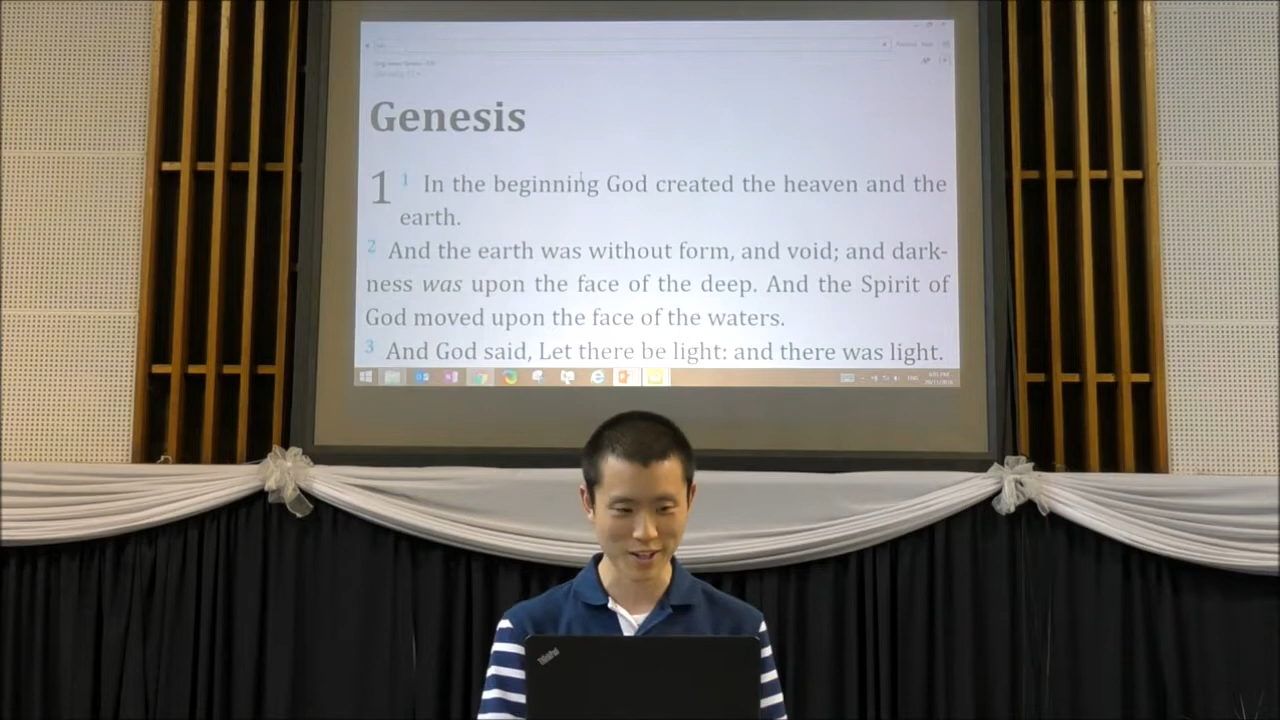 Genesis
1 1 In the beginning God created the heaven and the
earth.
2 And the earth was without form, and void; and dark-
ness was upon the face of the deep. And the Spirit of
God moved upon the face of the waters.
3 And God said, Let there be light: and there was light.
ThinkPad